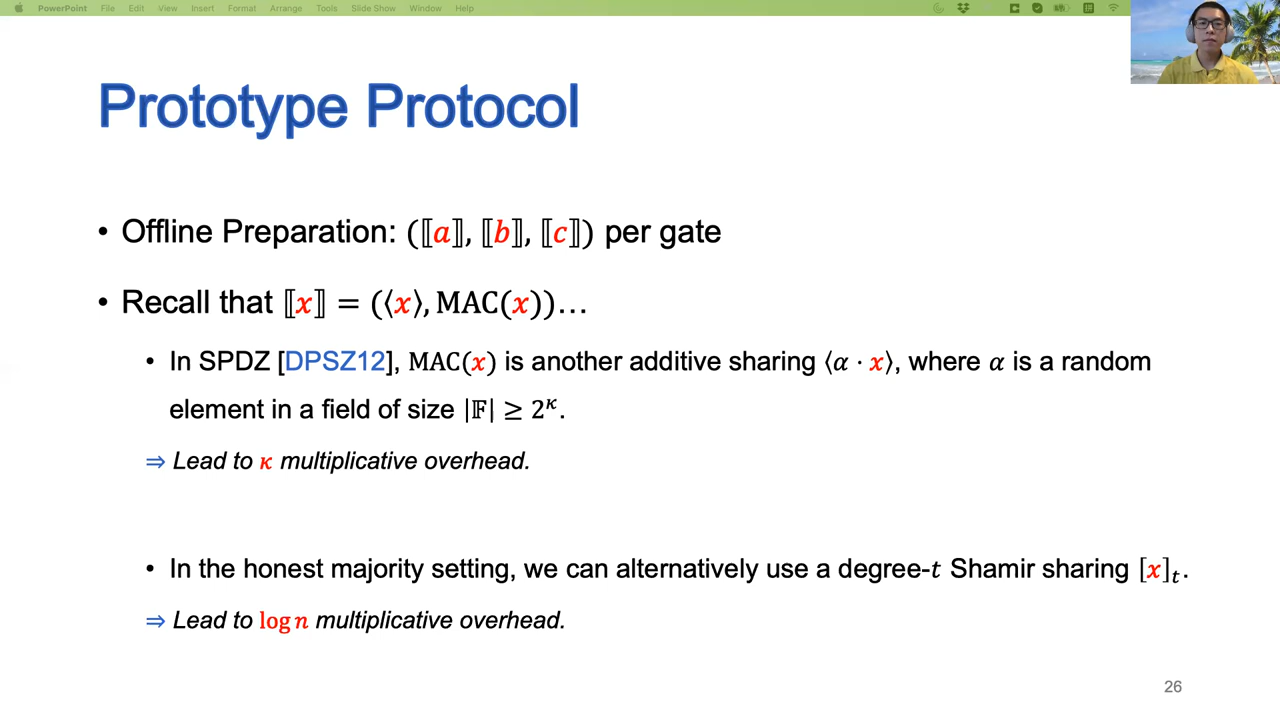 PowerPoint File Edit View Insert Format Arrange Tools Slide Show Window Help
Prototype Protocol
• Offline Preparation: (⟦a⟧, ⟦b⟧, ⟦c⟧) per gate
• Recall that ⟦x⟧ = (⟨x⟩, MAC(x))…
• In SPDZ [DPSZ12], MAC(x) is another additive sharing ⟨α · x⟩, where α is a random
element in a field of size |𝔽| ≥ 2^κ.
⇒ Lead to κ multiplicative overhead.
• In the honest majority setting, we can alternatively use a degree-t Shamir sharing [x]_t.
⇒ Lead to log n multiplicative overhead.
26